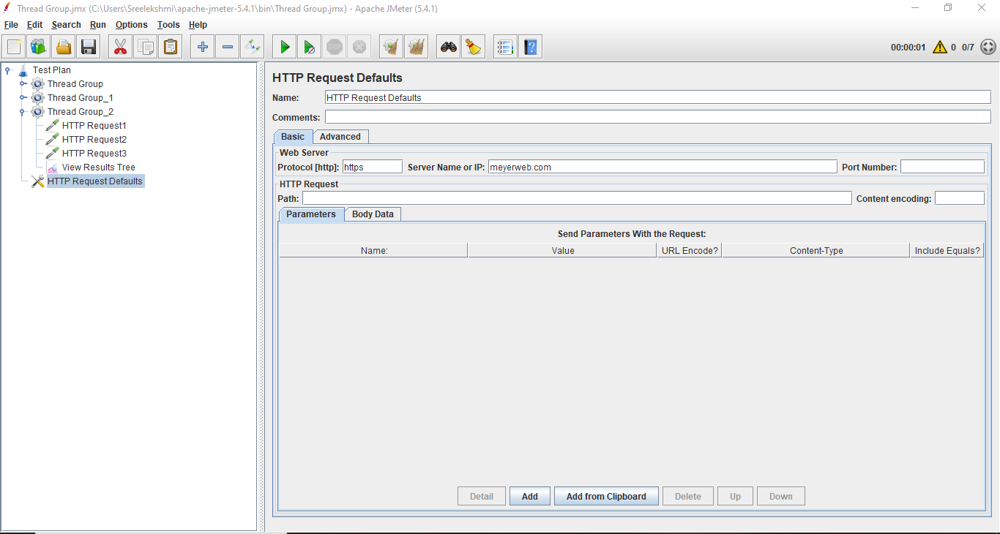 Thread Group.jmx (C:\Users\Sreelekshmi\apache-jmeter-5.4.1\bin\Thread Group.jmx) - Apache JMeter (5.4.1)
File Edit Search Run Options Tools Help
STOP
00:00:01 0 0/7
Test Plan
Thread Group
Thread Group_1
Thread Group_2
HTTP Request1
HTTP Request2
HTTP Request3
View Results Tree
HTTP Request Defaults
HTTP Request Defaults
Name: HTTP Request Defaults
Comments:
Basic Advanced
Web Server
Protocol [http]: https Server Name or IP: meyerweb.com Port Number:
HTTP Request
Path: Content encoding:
Parameters Body Data
Send Parameters With the Request:
Name: Value URL Encode? Content-Type Include Equals?
Detail Add Add from Clipboard Delete Up Down